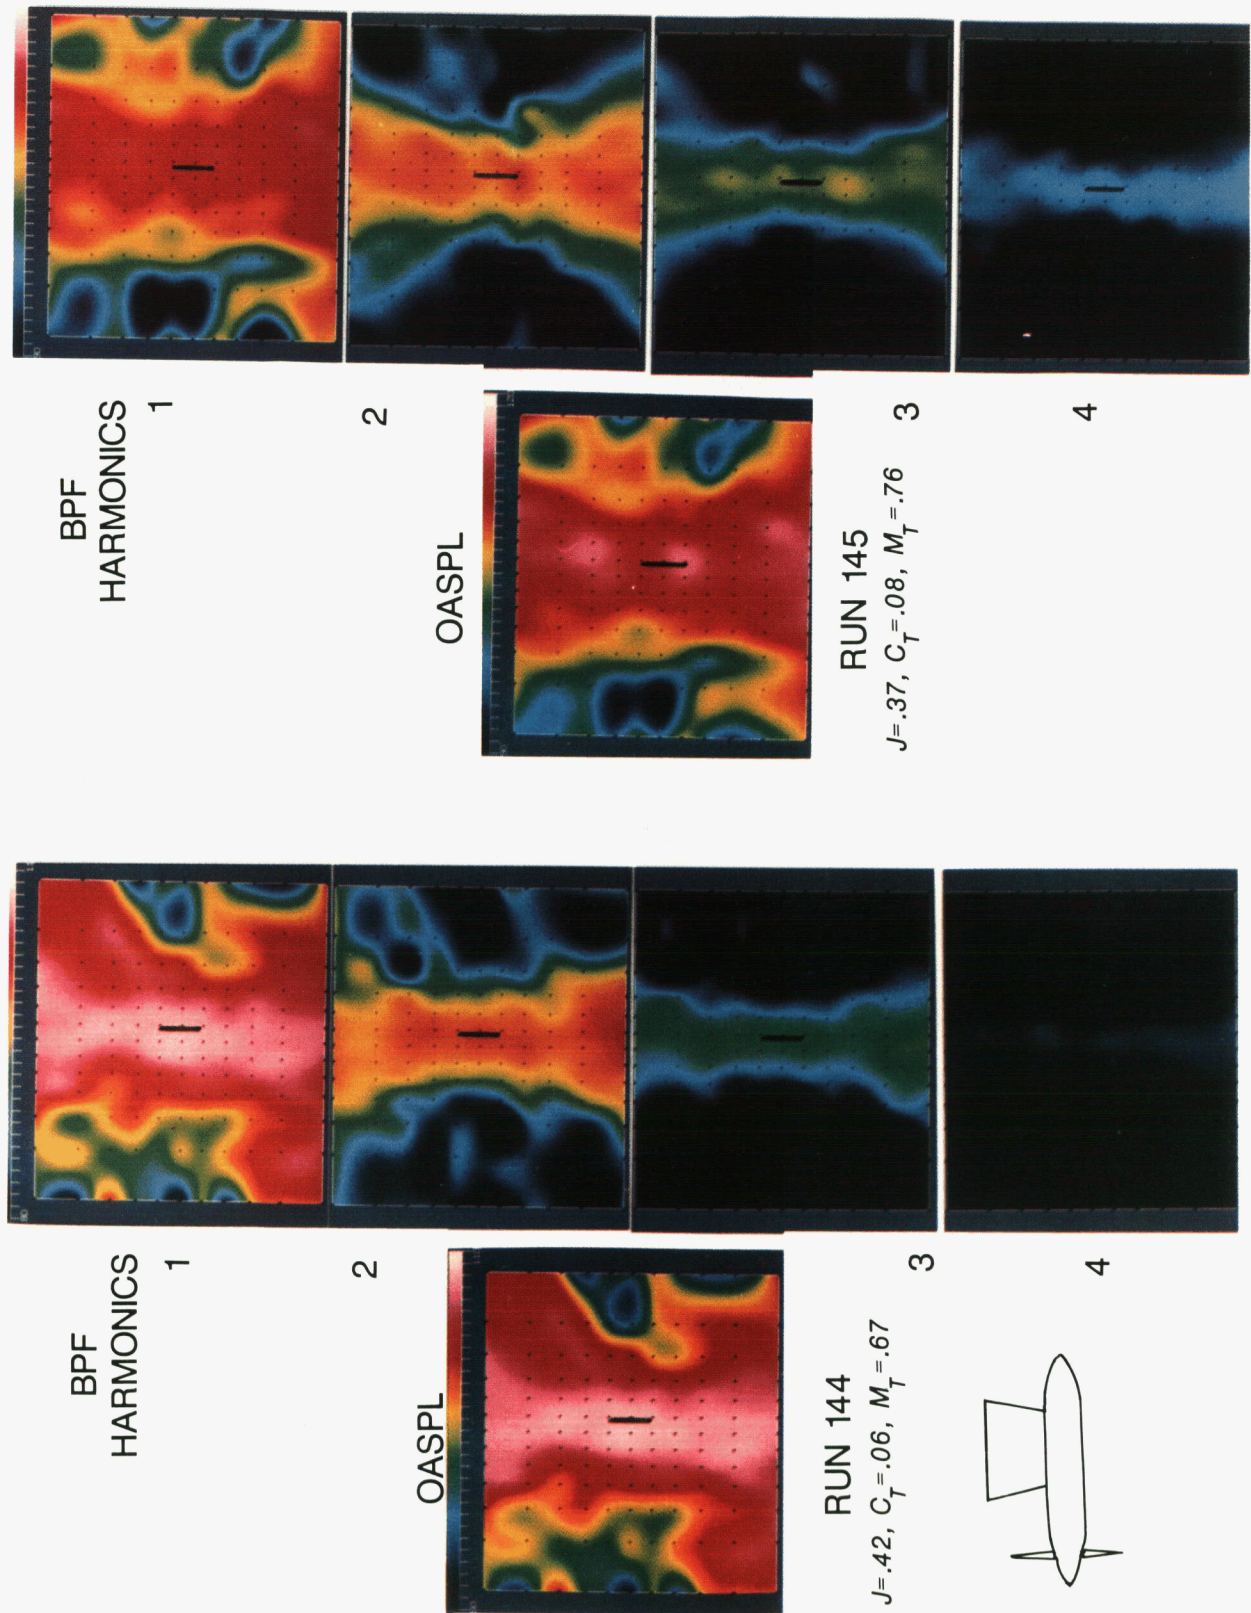 BPF
HARMONICS
1
2
3
4
OASPL
RUN 144
J=.42, C_T=.06, M_T=.67
BPF
HARMONICS
1
2
3
4
OASPL
RUN 145
J=.37, C_T=.08, M_T=.76